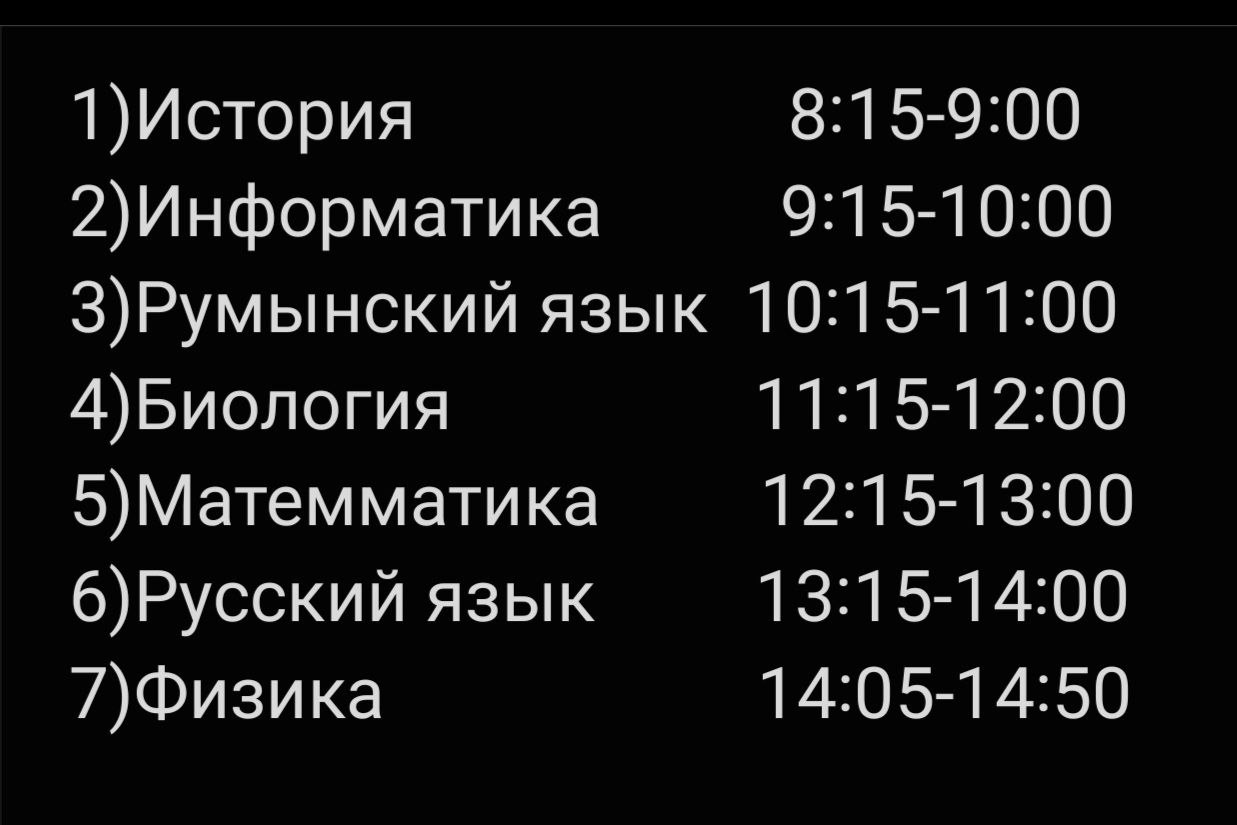 1)История 8:15-9:00
2)Информатика 9:15-10:00
3)Румынский язык 10:15-11:00
4)Биология 11:15-12:00
5)Матемматика 12:15-13:00
6)Русский язык 13:15-14:00
7)Физика 14:05-14:50